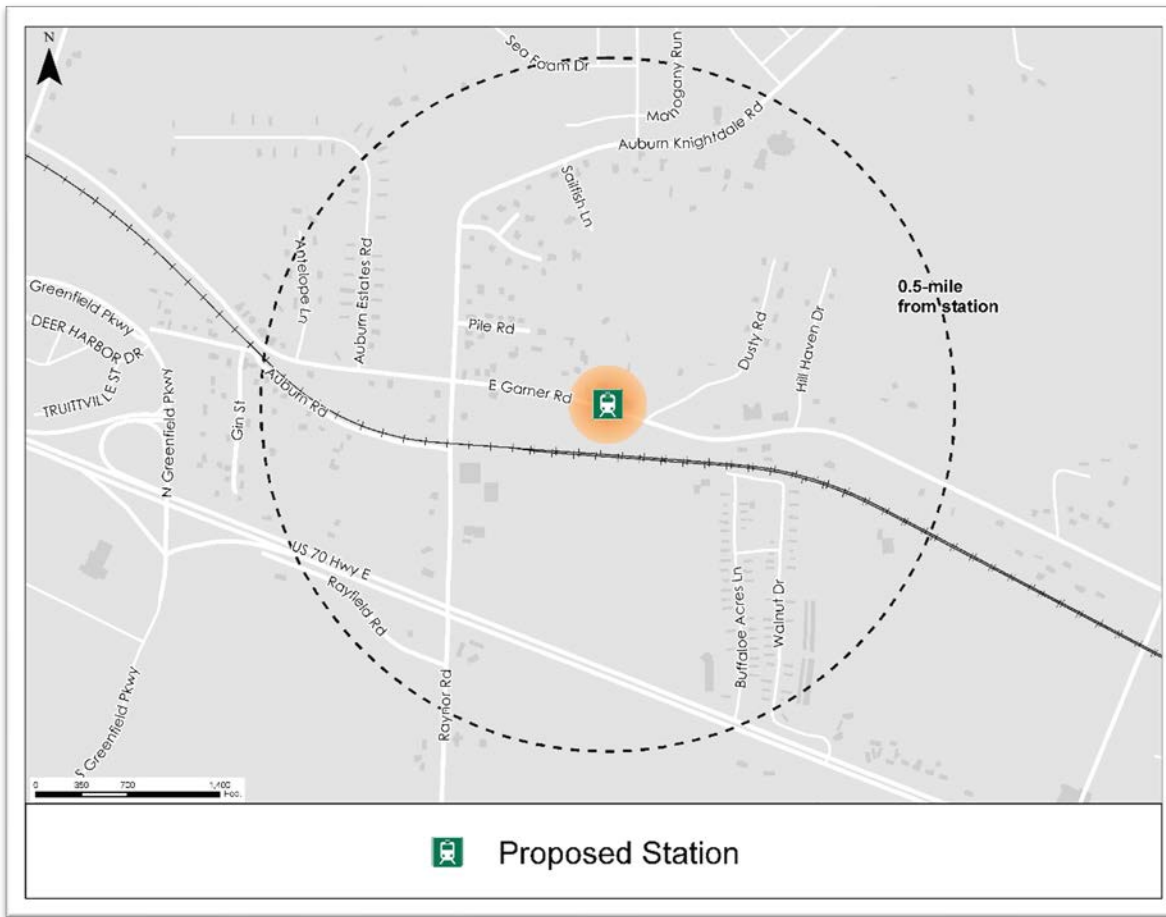 N
Sea Foam Dr
Mahogany Run
Auburn Knightdale Rd
Sailfish Ln
Antelope Ln
Auburn Estates Rd
0.5-mile
from station
Greenfield Pkwy
DEER HARBOR DR
TRUITTVILLE ST
N Greenfield Pkwy
Gin St
Auburn Rd
Pile Rd
E Garner Rd
Dusty Rd
Hill Haven Dr
US 70 Hwy E
Rayfield Rd
Raynor Rd
Buffaloe Acres Ln
Walnut Dr
S Greenfield Pkwy
0 350 700 1,400
Proposed Station